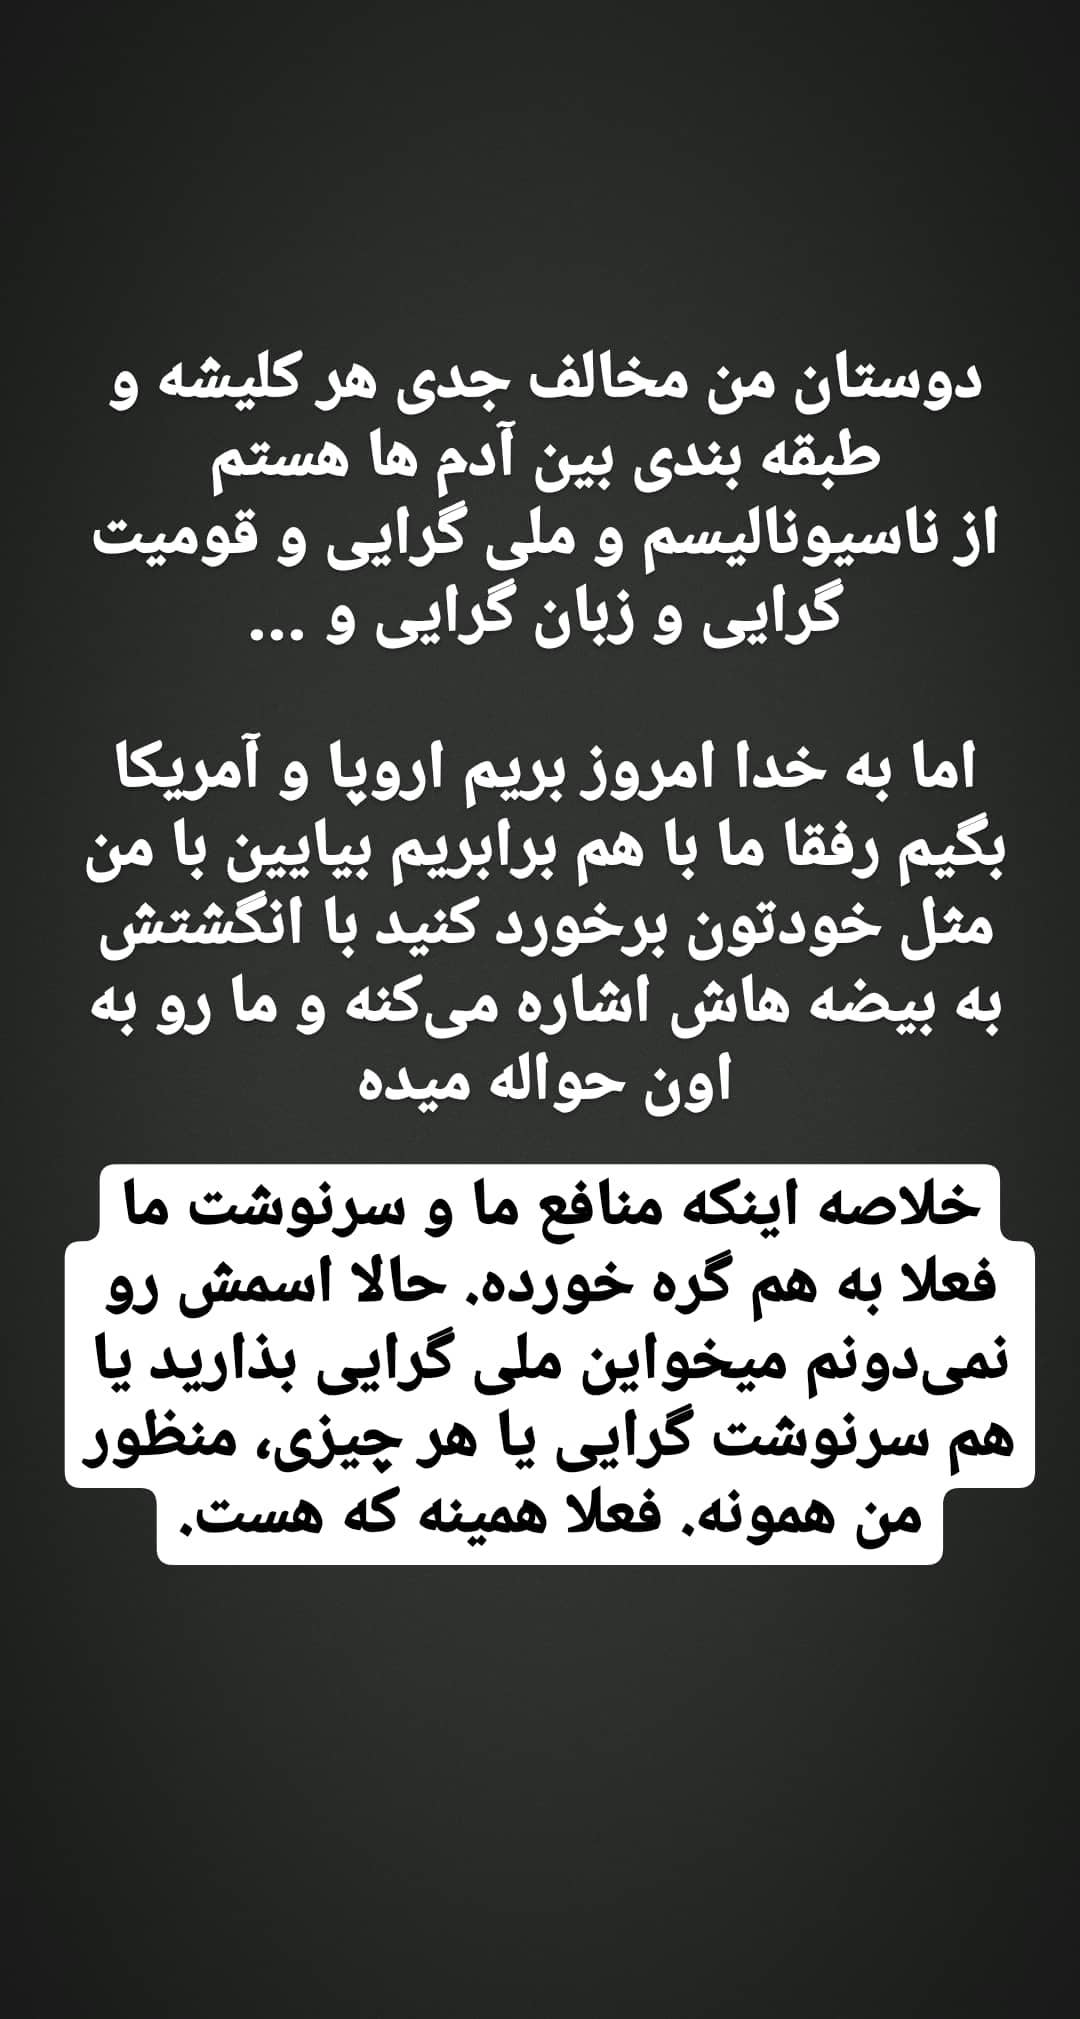 دوستان من مخالف جدی هر کلیشه و
طبقه بندی بین آدم ها هستم
از ناسیونالیسم و ملی گرایی و قومیت
گرایی و زبان گرایی و ...
اما به خدا امروز بریم اروپا و آمریکا
بگیم رفقا ما با هم برابریم بیایین با من
مثل خودتون برخورد کنید با انگشتش
به بیضه هاش اشاره می‌کنه و ما رو به
اون حواله میده
خلاصه اینکه منافع ما و سرنوشت ما
فعلا به هم گره خورده. حالا اسمش رو
نمی‌دونم میخواین ملی گرایی بذارید یا
هم سرنوشت گرایی یا هر چیزی، منظور
من همونه. فعلا همینه که هست.